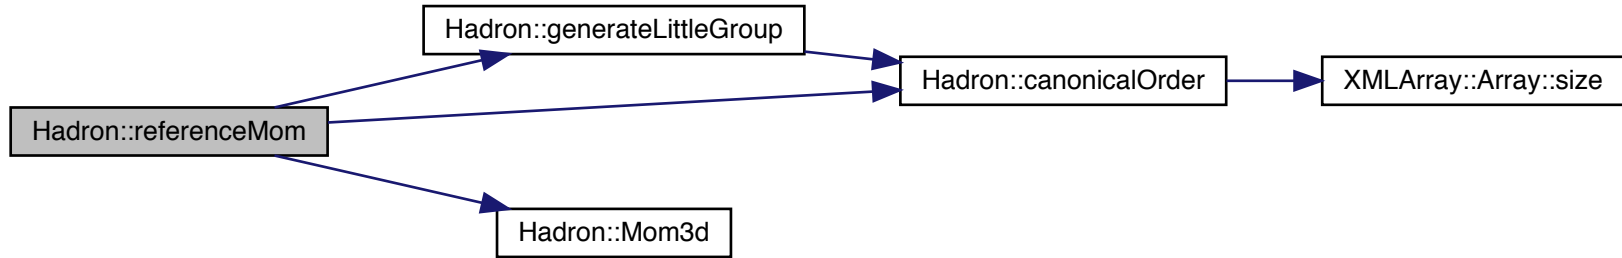 Hadron::generateLittleGroup
Hadron::canonicalOrder
XMLArray::Array::size
Hadron::referenceMom
Hadron::Mom3d